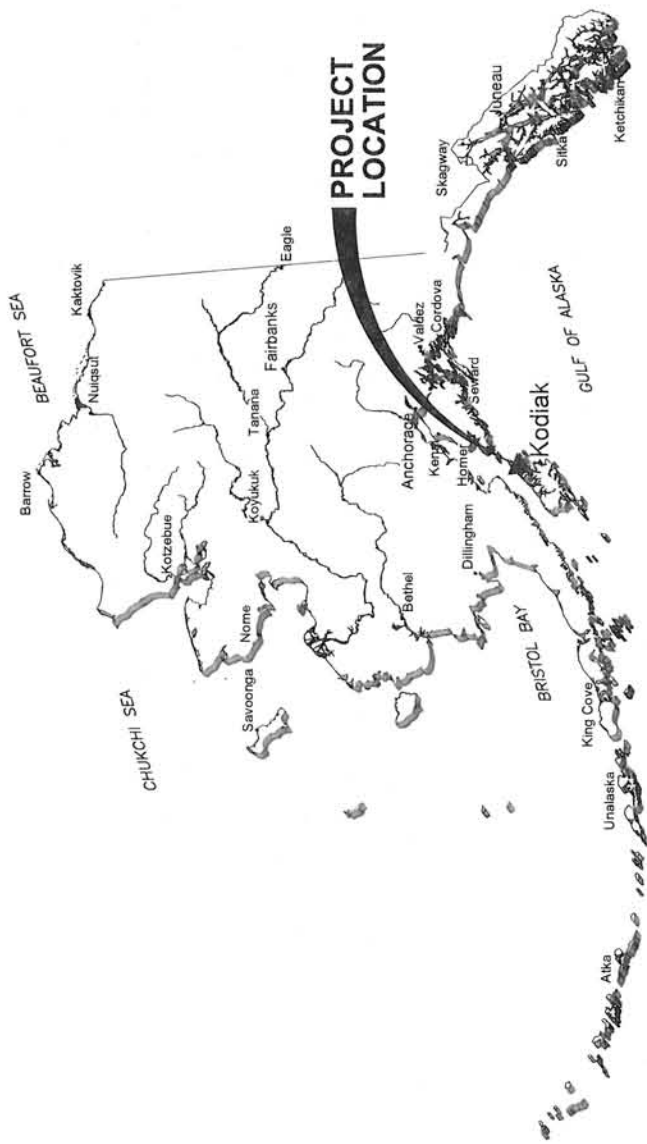 BEAUFORT SEA
Barrow
Nuiqsut
Kaktovik
CHUKCHI SEA
Kotzebue
Nome
Savoonga
Koyukuk
Tanana
Fairbanks
Eagle
PROJECT
LOCATION
Bethel
Dillingham
Anchorage
Kenai
Homer
Seward
Valdez
Cordova
Kodiak
Skagway
Juneau
Sitka
Ketchikan
GULF OF ALASKA
BRISTOL BAY
King Cove
Unalaska
Atka